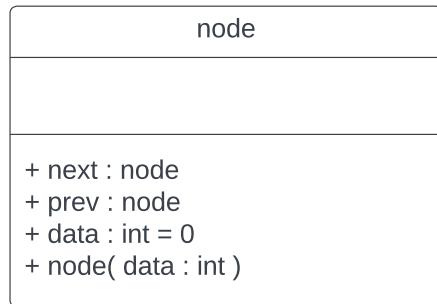 node
+ next : node
+ prev : node
+ data : int = 0
+ node( data : int )